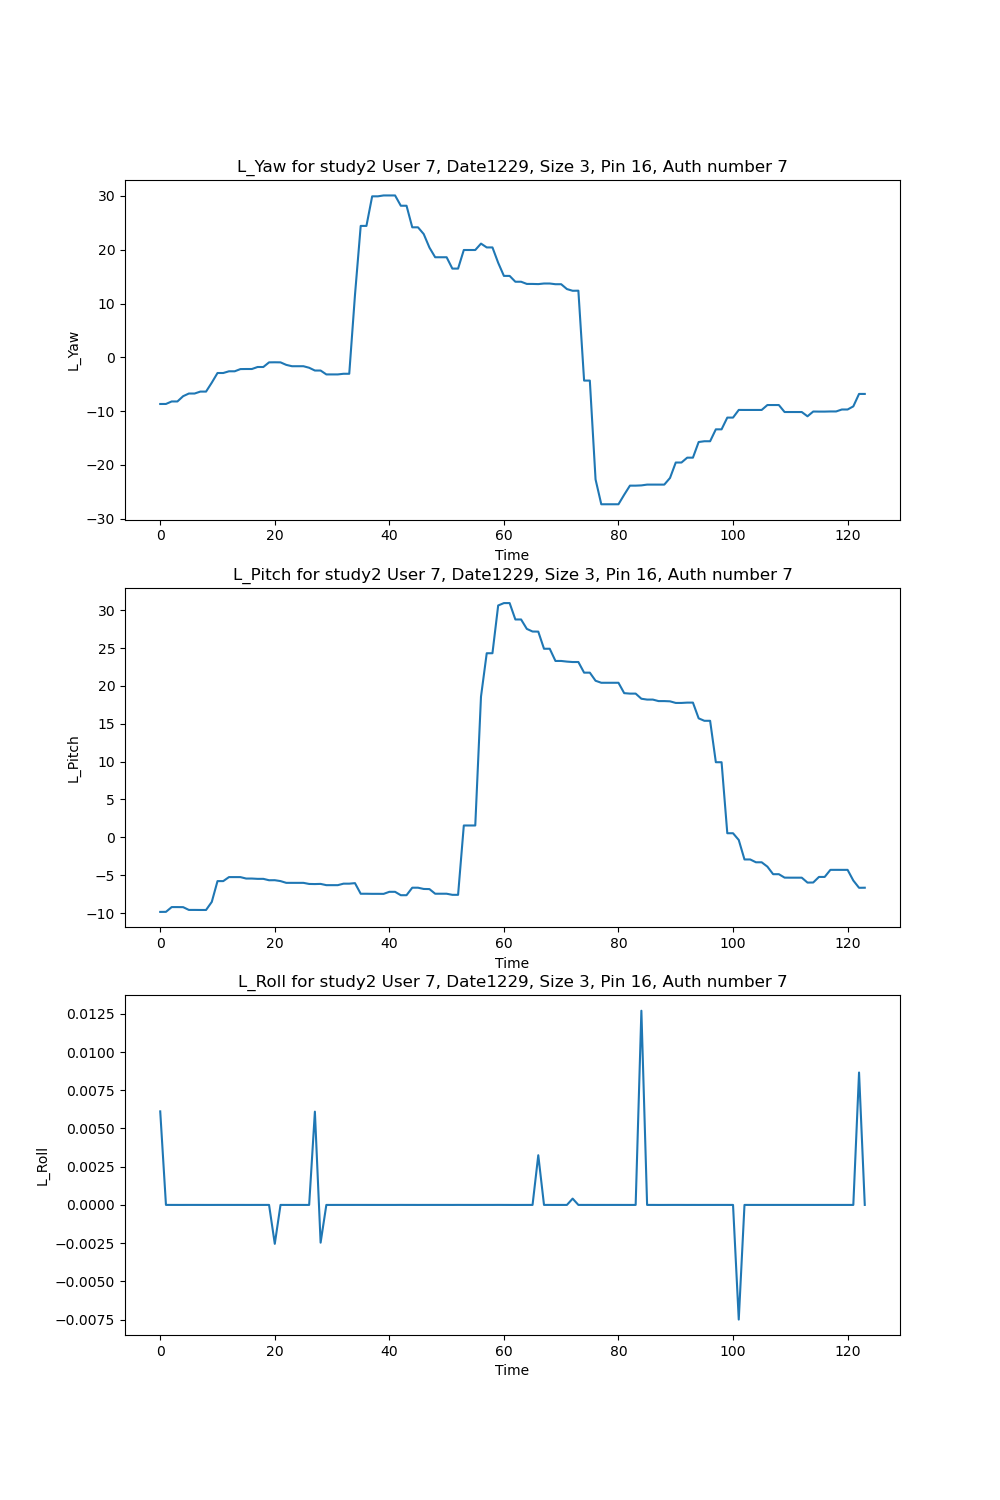 L_Yaw for study2 User 7, Date1229, Size 3, Pin 16, Auth number 7
30
20
10
0
−10
−20
−30
L_Yaw
0 20 40 60 80 100 120
Time
L_Pitch for study2 User 7, Date1229, Size 3, Pin 16, Auth number 7
30
25
20
15
10
5
0
−5
−10
L_Pitch
0 20 40 60 80 100 120
Time
L_Roll for study2 User 7, Date1229, Size 3, Pin 16, Auth number 7
0.0125
0.0100
0.0075
0.0050
0.0025
0.0000
−0.0025
−0.0050
−0.0075
L_Roll
0 20 40 60 80 100 120
Time